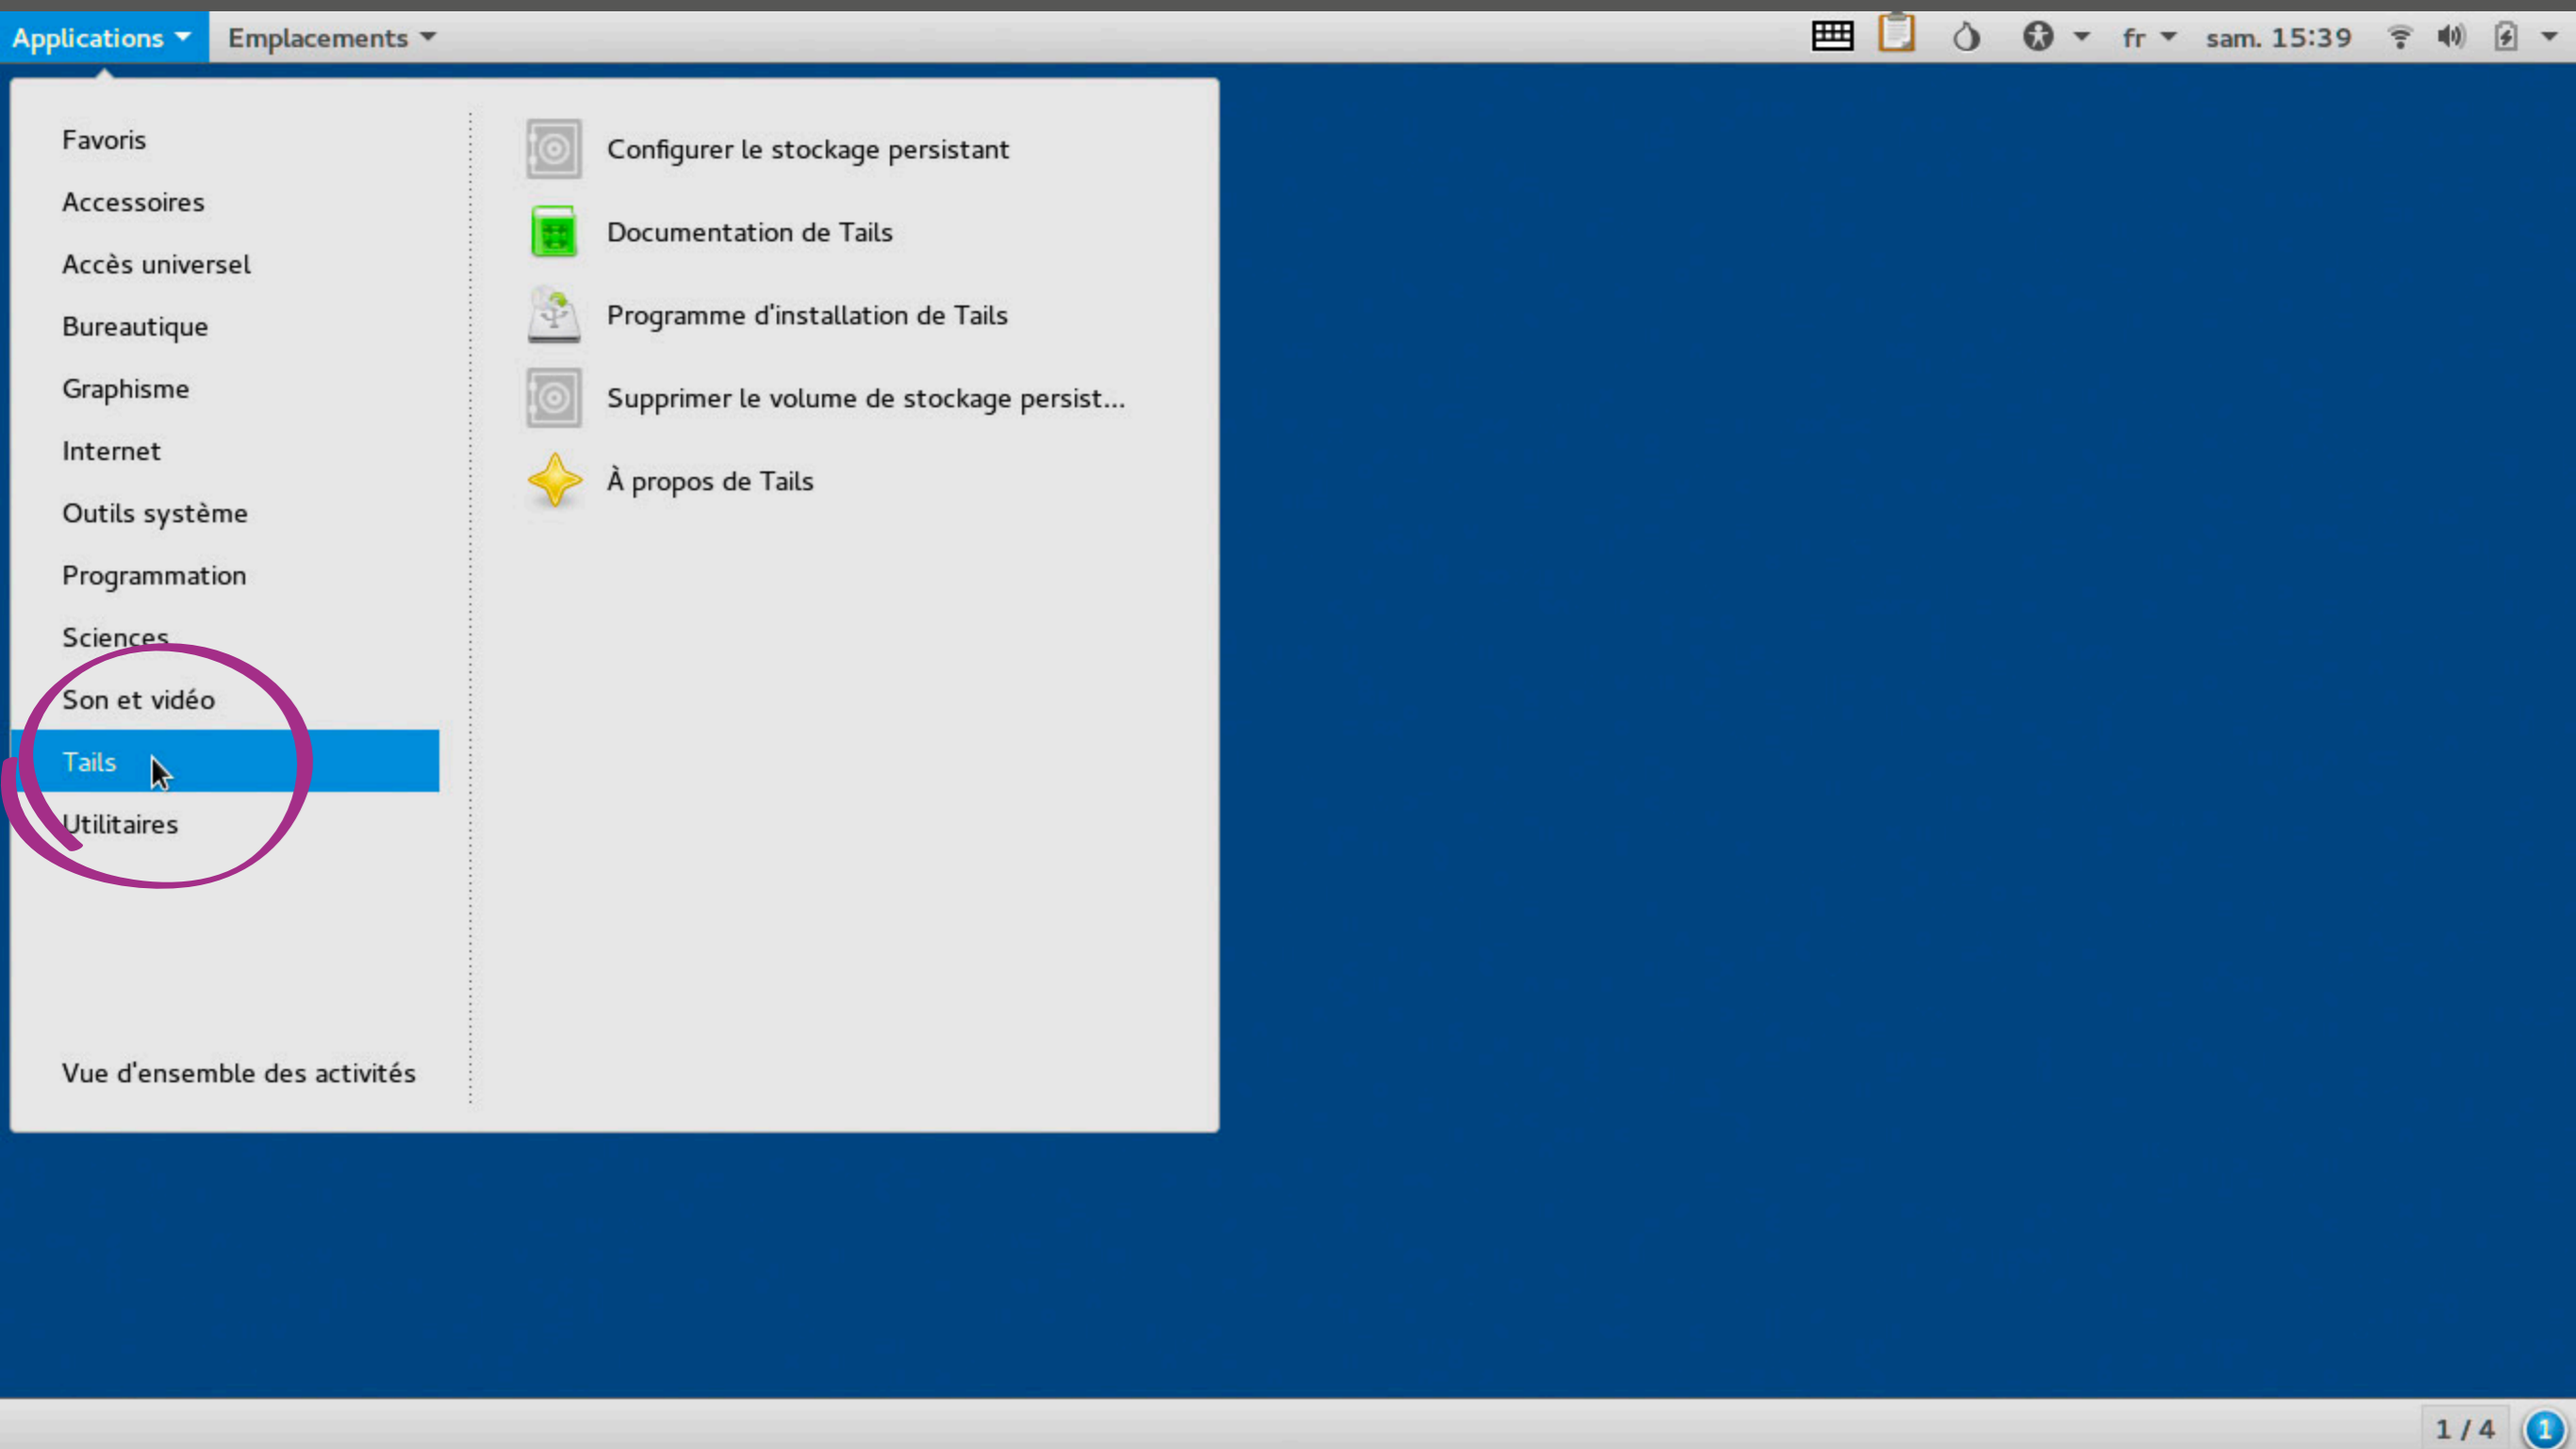 Applications Emplacements fr sam. 15:39
Favoris
Accessoires
Accès universel
Bureautique
Graphisme
Internet
Outils système
Programmation
Sciences
Son et vidéo
Tails
Utilitaires
Vue d'ensemble des activités
Configurer le stockage persistant
Documentation de Tails
Programme d'installation de Tails
Supprimer le volume de stockage persist...
À propos de Tails
1 / 4 1